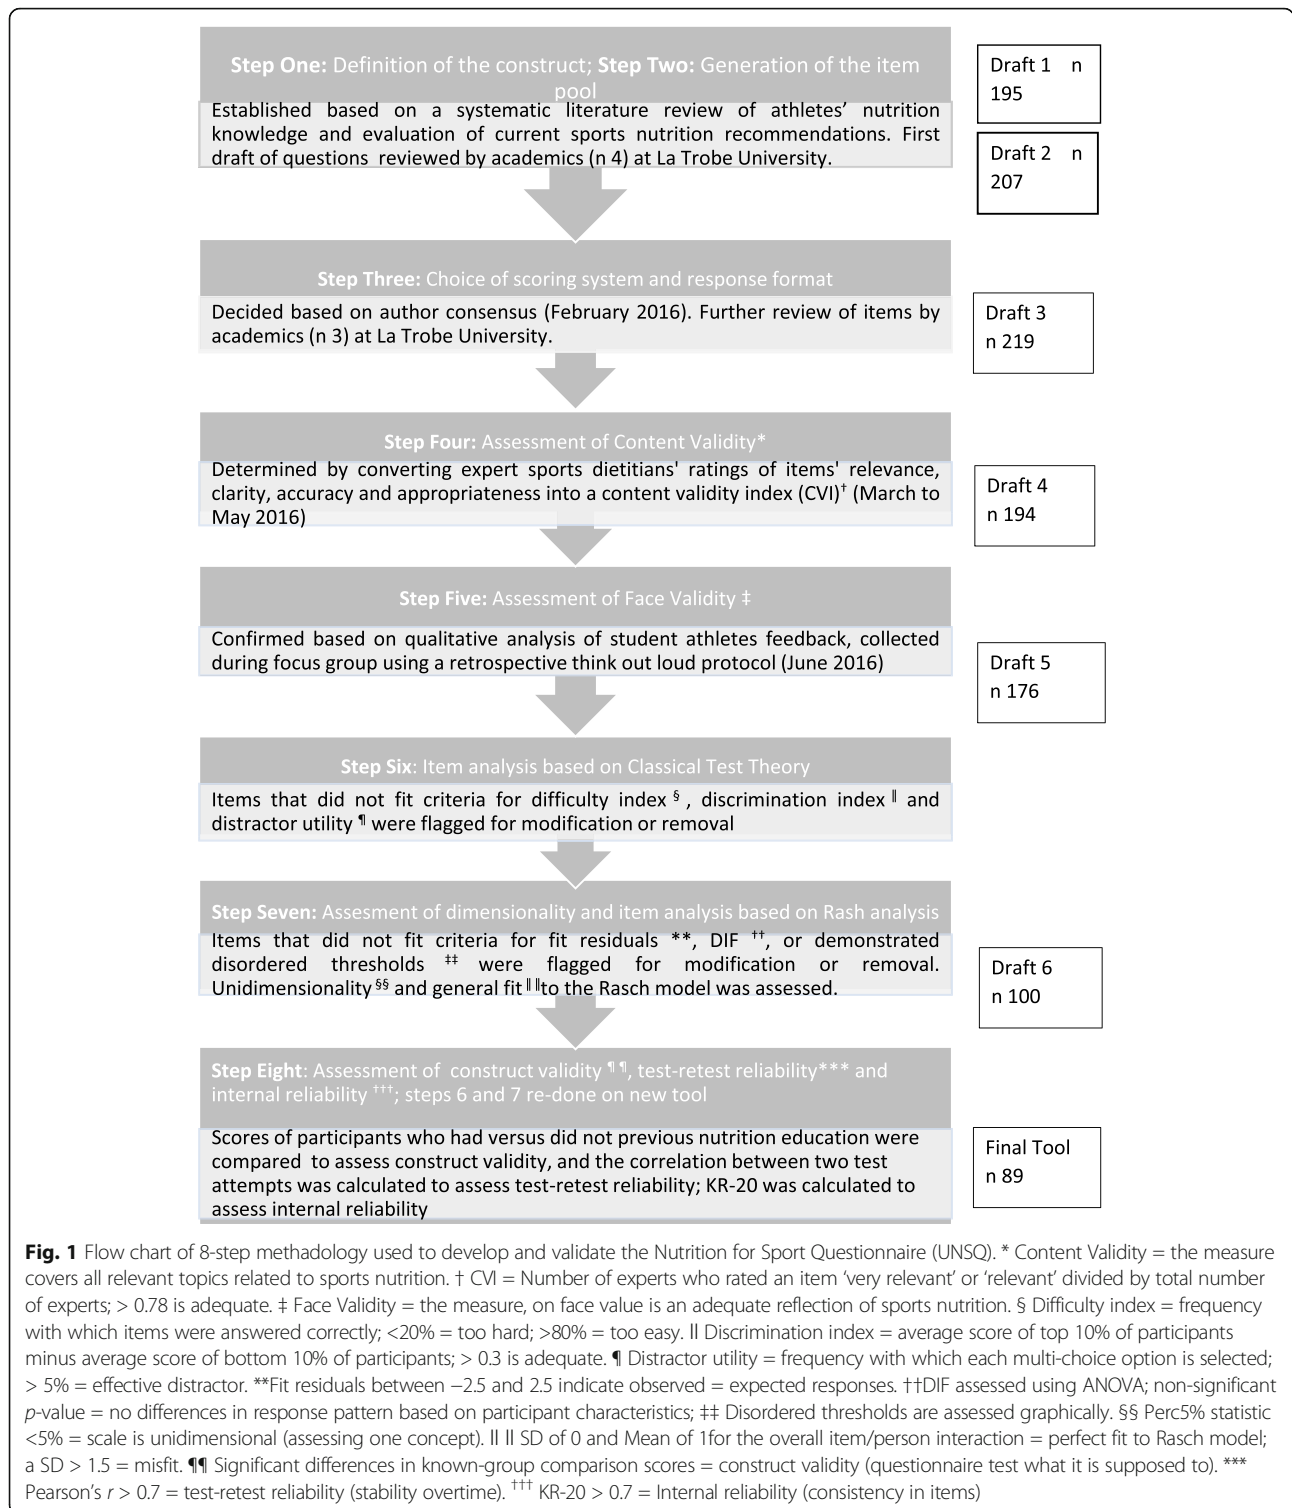 Step One: Definition of the construct; Step Two: Generation of the item
pool
Established based on a systematic literature review of athletes’ nutrition
knowledge and evaluation of current sports nutrition recommendations. First
draft of questions reviewed by academics (n 4) at La Trobe University.
Draft 1 n
195
Draft 2 n
207
Step Three: Choice of scoring system and response format
Decided based on author consensus (February 2016). Further review of items by
academics (n 3) at La Trobe University.
Draft 3
n 219
Step Four: Assessment of Content Validity*
Determined by converting expert sports dietitians' ratings of items' relevance,
clarity, accuracy and appropriateness into a content validity index (CVI)† (March to
May 2016)
Draft 4
n 194
Step Five: Assessment of Face Validity ‡
Confirmed based on qualitative analysis of student athletes feedback, collected
during focus group using a retrospective think out loud protocol (June 2016)
Draft 5
n 176
Step Six: Item analysis based on Classical Test Theory
Items that did not fit criteria for difficulty index § , discrimination index ‖ and
distractor utility ¶ were flagged for modification or removal
Step Seven: Assesment of dimensionality and item analysis based on Rash analysis
Items that did not fit criteria for fit residuals **, DIF ††, or demonstrated
disordered thresholds ‡‡ were flagged for modification or removal.
Unidimensionality §§ and general fit ‖ ‖to the Rasch model was assessed.
Draft 6
n 100
Step Eight: Assessment of construct validity ¶ ¶, test-retest reliability*** and
internal reliability †††; steps 6 and 7 re-done on new tool
Scores of participants who had versus did not previous nutrition education were
compared to assess construct validity, and the correlation between two test
attempts was calculated to assess test-retest reliability; KR-20 was calculated to
assess internal reliability
Final Tool
n 89
Fig. 1 Flow chart of 8-step methadology used to develop and validate the Nutrition for Sport Questionnaire (UNSQ). * Content Validity = the measure
covers all relevant topics related to sports nutrition. † CVI = Number of experts who rated an item ‘very relevant’ or ‘relevant’ divided by total number
of experts; > 0.78 is adequate. ‡ Face Validity = the measure, on face value is an adequate reflection of sports nutrition. § Difficulty index = frequency
with which items were answered correctly; <20% = too hard; >80% = too easy. II Discrimination index = average score of top 10% of participants
minus average score of bottom 10% of participants; > 0.3 is adequate. ¶ Distractor utility = frequency with which each multi-choice option is selected;
> 5% = effective distractor. **Fit residuals between −2.5 and 2.5 indicate observed = expected responses. ††DIF assessed using ANOVA; non-significant
p-value = no differences in response pattern based on participant characteristics; ‡‡ Disordered thresholds are assessed graphically. §§ Perc5% statistic
<5% = scale is unidimensional (assessing one concept). II II SD of 0 and Mean of 1for the overall item/person interaction = perfect fit to Rasch model;
a SD > 1.5 = misfit. ¶¶ Significant differences in known-group comparison scores = construct validity (questionnaire test what it is supposed to). ***
Pearson’s r > 0.7 = test-retest reliability (stability overtime). ††† KR-20 > 0.7 = Internal reliability (consistency in items)